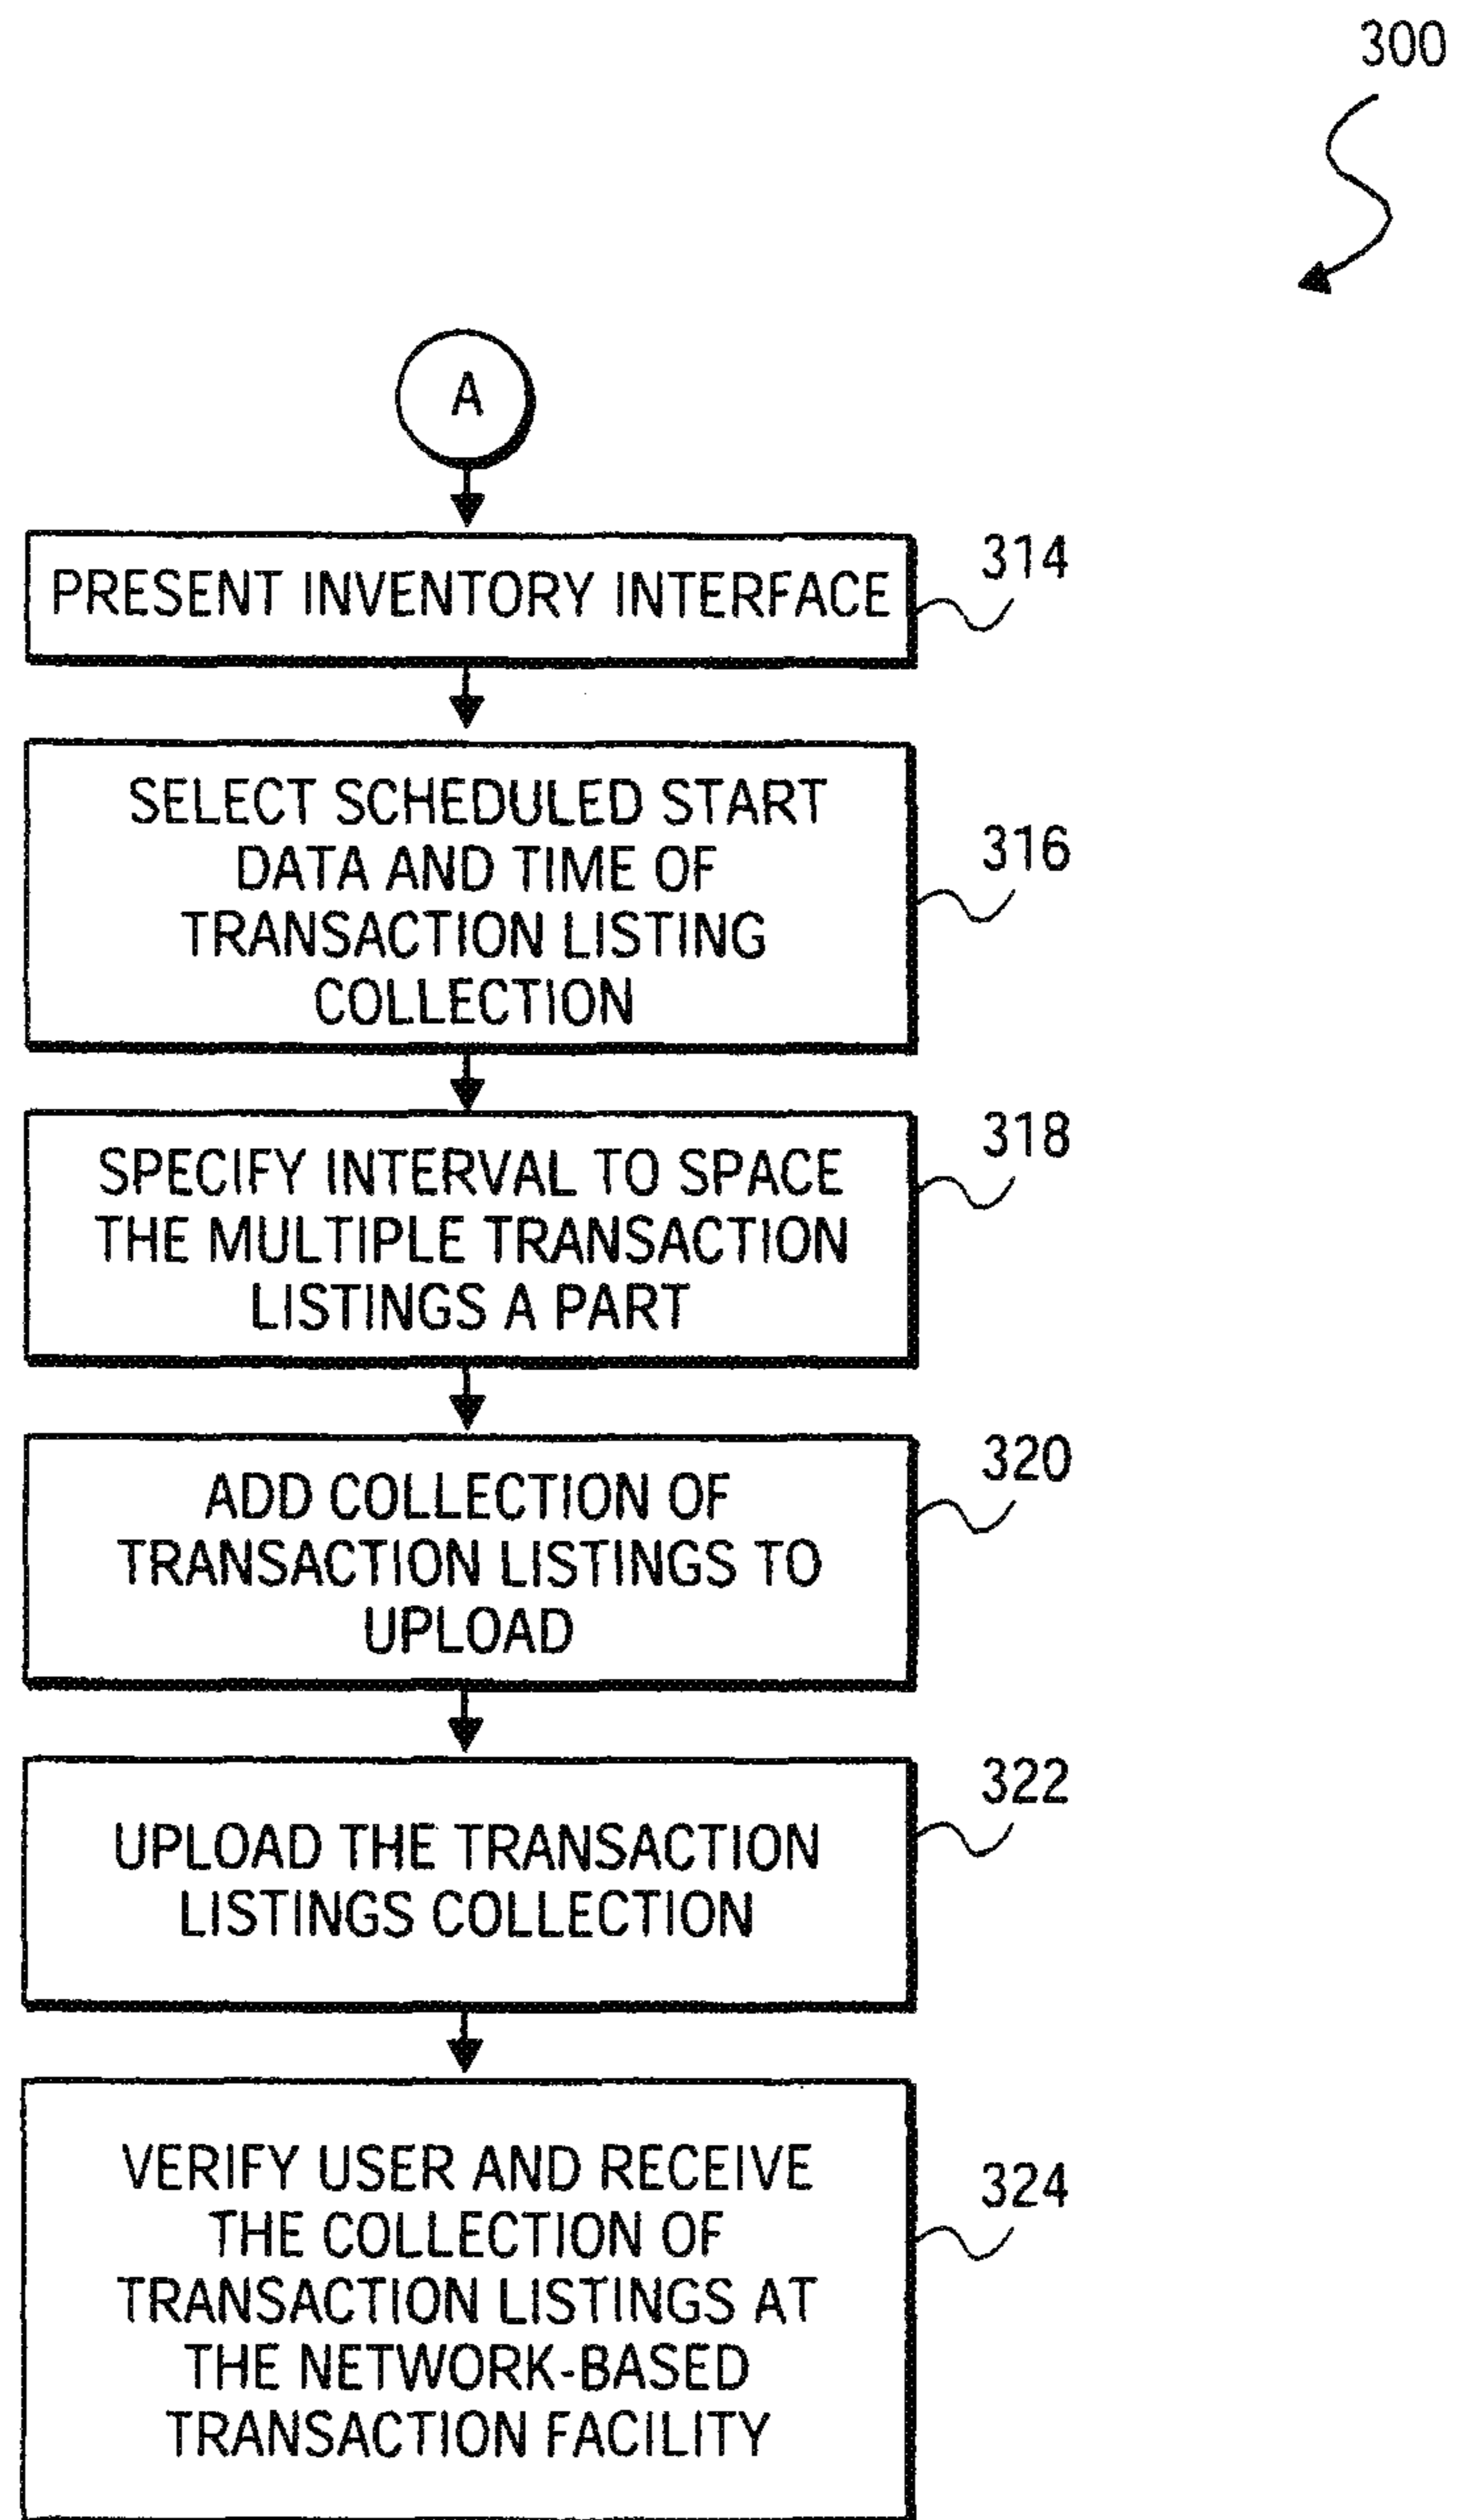 300
A
PRESENT INVENTORY INTERFACE
314
SELECT SCHEDULED START
DATA AND TIME OF
TRANSACTION LISTING
COLLECTION
316
SPECIFY INTERVAL TO SPACE
THE MULTIPLE TRANSACTION
LISTINGS A PART
318
ADD COLLECTION OF
TRANSACTION LISTINGS TO
UPLOAD
320
UPLOAD THE TRANSACTION
LISTINGS COLLECTION
322
VERIFY USER AND RECEIVE
THE COLLECTION OF
TRANSACTION LISTINGS AT
THE NETWORK-BASED
TRANSACTION FACILITY
324